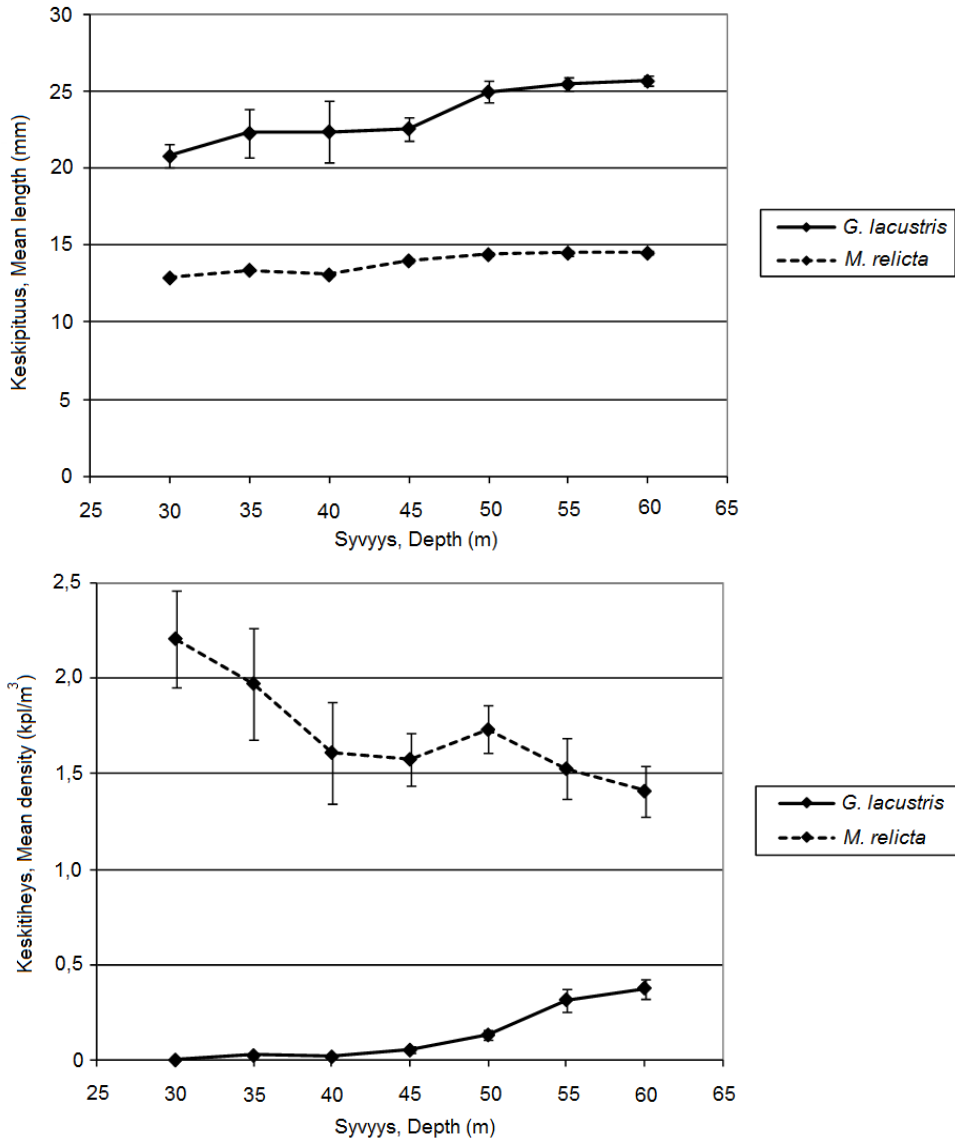 Keskipituus, Mean length (mm)
30
25
20
15
10
5
0
25 30 35 40 45 50 55 60 65
Syvyys, Depth (m)
G. lacustris
M. relicta
Keskitiheys, Mean density (kpl/m³)
2,5
2,0
1,5
1,0
0,5
0
25 30 35 40 45 50 55 60 65
Syvyys, Depth (m)
G. lacustris
M. relicta